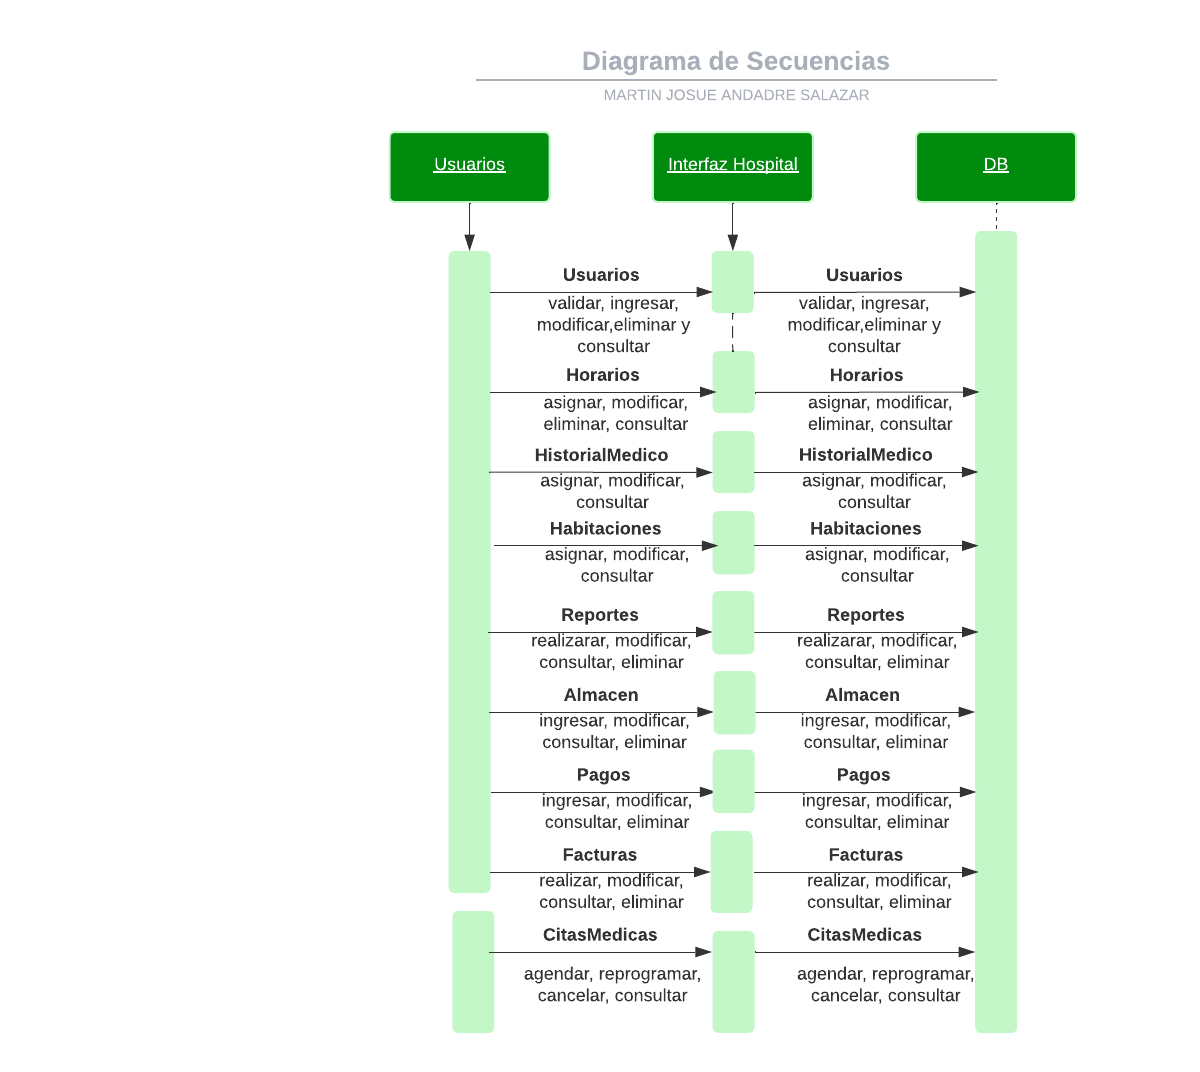 Diagrama de Secuencias
MARTIN JOSUE ANDADRE SALAZAR
Usuarios
Interfaz Hospital
DB
Usuarios
validar, ingresar,
modificar,eliminar y
consultar
Usuarios
validar, ingresar,
modificar,eliminar y
consultar
Horarios
asignar, modificar,
eliminar, consultar
Horarios
asignar, modificar,
eliminar, consultar
HistorialMedico
asignar, modificar,
consultar
HistorialMedico
asignar, modificar,
consultar
Habitaciones
asignar, modificar,
consultar
Habitaciones
asignar, modificar,
consultar
Reportes
realizarar, modificar,
consultar, eliminar
Reportes
realizarar, modificar,
consultar, eliminar
Almacen
ingresar, modificar,
consultar, eliminar
Almacen
ingresar, modificar,
consultar, eliminar
Pagos
ingresar, modificar,
consultar, eliminar
Pagos
ingresar, modificar,
consultar, eliminar
Facturas
realizar, modificar,
consultar, eliminar
Facturas
realizar, modificar,
consultar, eliminar
CitasMedicas
agendar, reprogramar,
cancelar, consultar
CitasMedicas
agendar, reprogramar,
cancelar, consultar